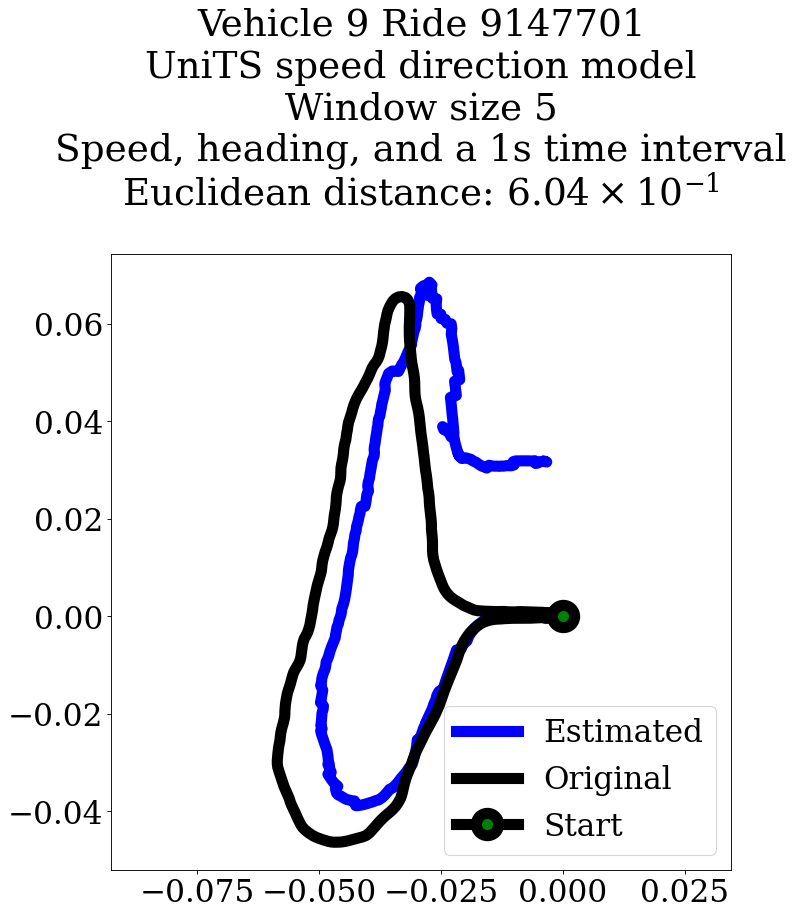 Vehicle 9 Ride 9147701
UniTS speed direction model
Window size 5
Speed, heading, and a 1s time interval
Euclidean distance: 6.04 × 10⁻¹
0.06
0.04
0.02
0.00
−0.02
−0.04
Estimated
Original
Start
−0.075 −0.050 −0.025 0.000 0.025